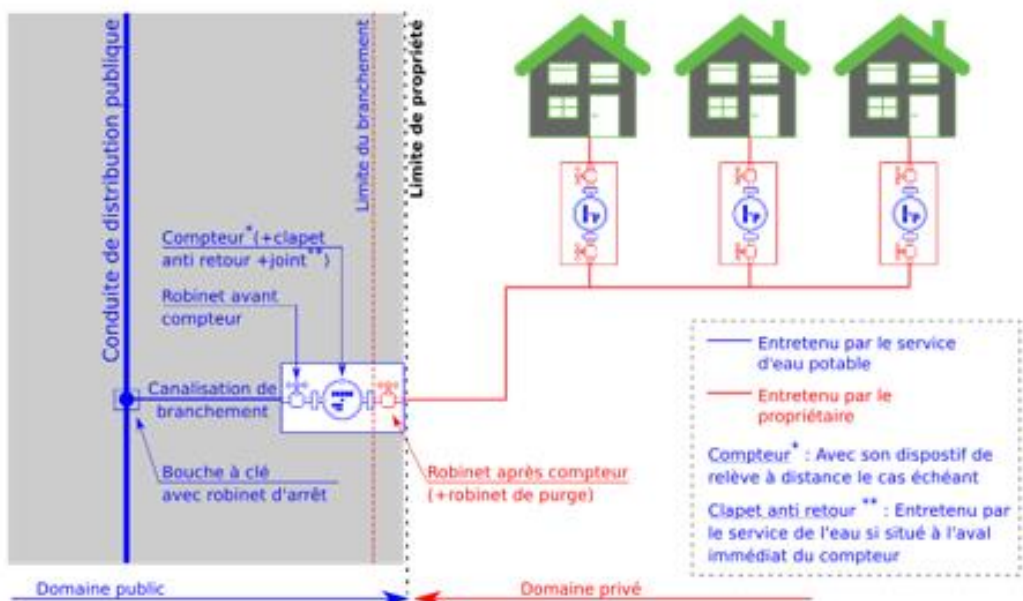 Conduite de distribution publique
Limite du branchement
Limite de propriété
Compteur*(+clapet
anti retour +joint**)
Robinet avant
compteur
Canalisation de
branchement
Bouche à clé
avec robinet d'arrêt
Robinet après compteur
(+robinet de purge)
Entretenu par le service
d'eau potable
Entretenu par le
propriétaire
Compteur* : Avec son dispostif de
relève à distance le cas échéant
Clapet anti retour ** : Entretenu par
le service de l'eau si situé à l'aval
immédiat du compteur
Domaine public
Domaine privé